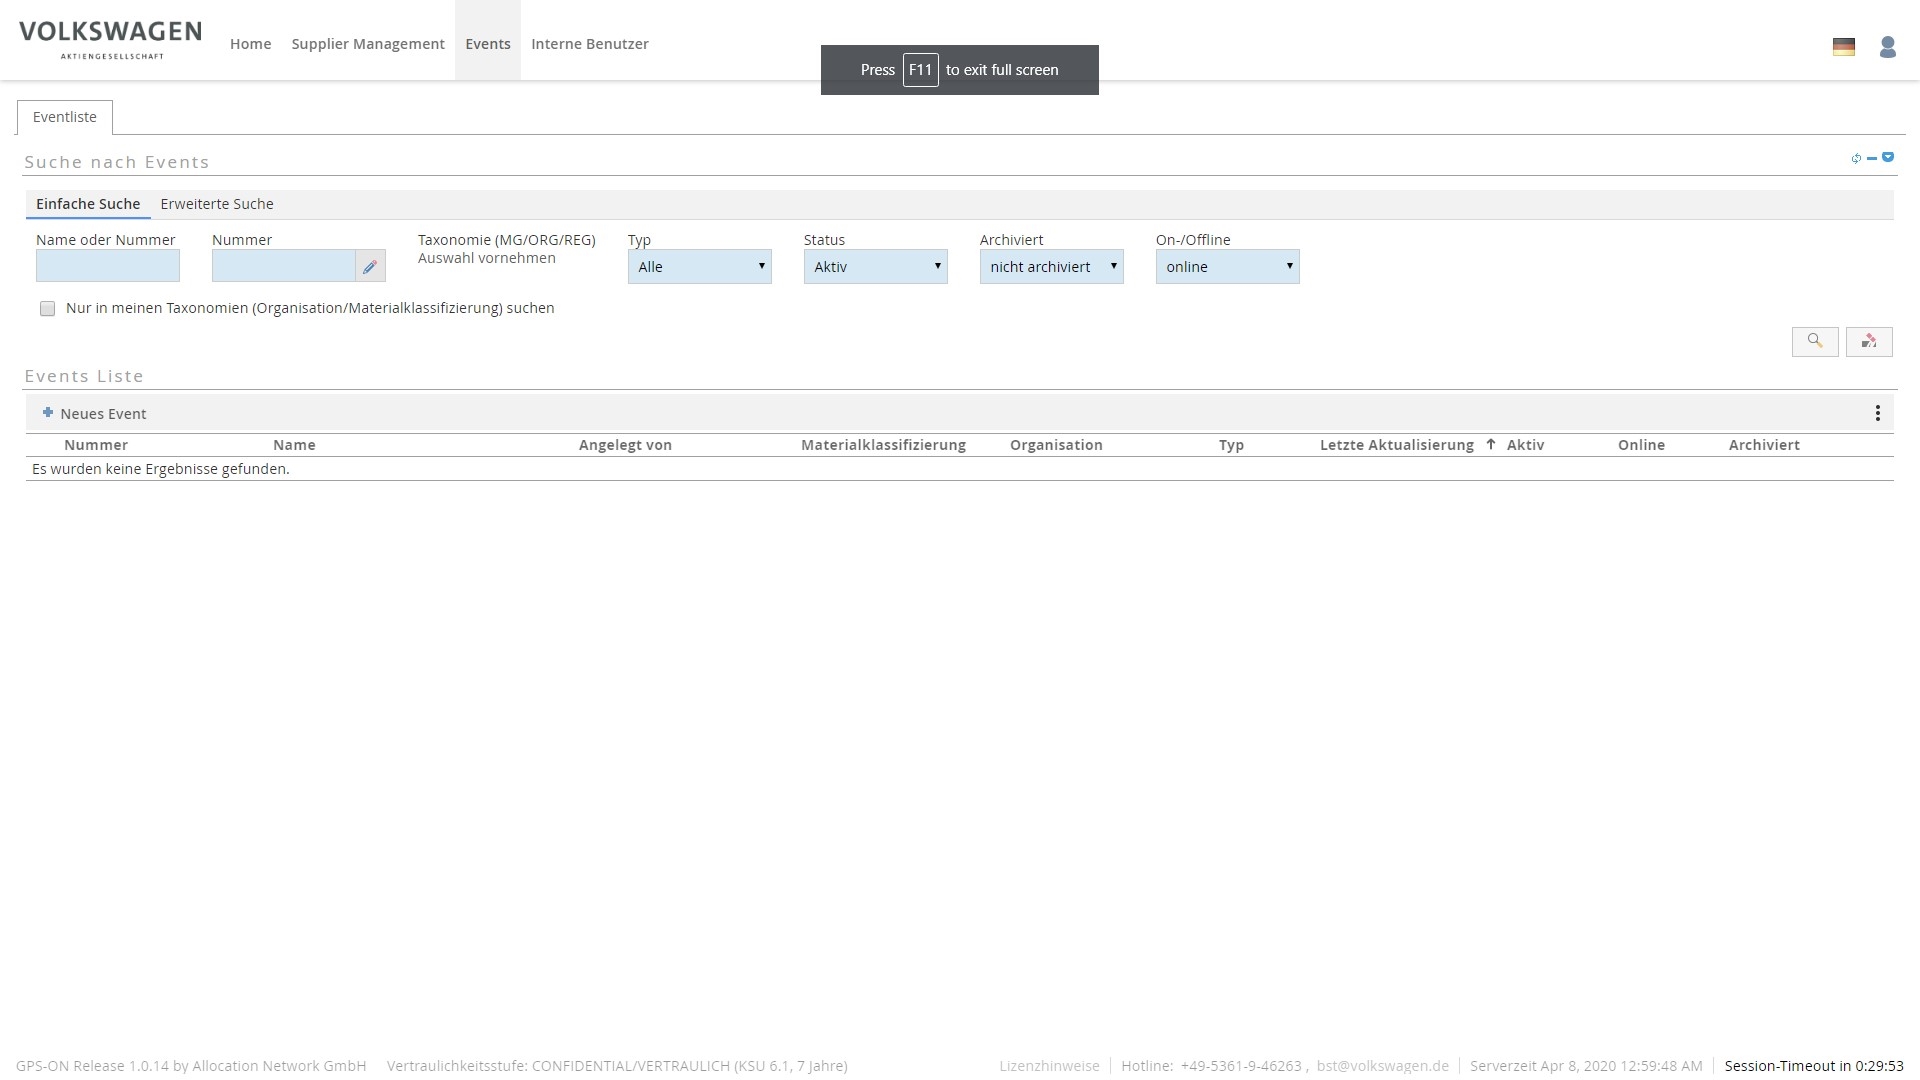 VOLKSWAGEN
AKTIENGESELLSCHAFT
Home Supplier Management Events Interne Benutzer
Press F11 to exit full screen
Eventliste
Suche nach Events
Einfache Suche Erweiterte Suche
Name oder Nummer Nummer Taxonomie (MG/ORG/REG) Typ Status Archiviert On-/Offline
Auswahl vornehmen
Alle Aktiv nicht archiviert online
Nur in meinen Taxonomien (Organisation/Materialklassifizierung) suchen
Events Liste
Neues Event
Nummer Name Angelegt von Materialklassifizierung Organisation Typ Letzte Aktualisierung Aktiv Online Archiviert
Es wurden keine Ergebnisse gefunden.
GPS-ON Release 1.0.14 by Allocation Network GmbH Vertraulichkeitsstufe: CONFIDENTIAL/VERTRAULICH (KSU 6.1, 7 Jahre) Lizenzhinweise Hotline: +49-5361-9-46263 , bst@volkswagen.de Serverzeit Apr 8, 2020 12:59:48 AM Session-Timeout in 0:29:53